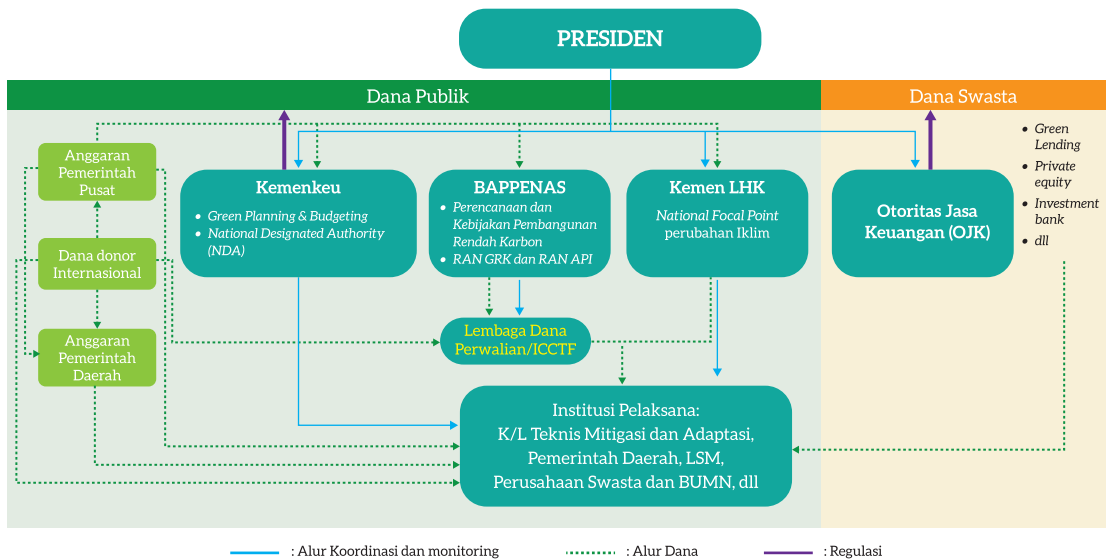 PRESIDEN
Dana Publik
Dana Swasta
Anggaran
Pemerintah
Pusat
Dana donor
Internasional
Anggaran
Pemerintah
Daerah
Kemenkeu
• Green Planning & Budgeting
• National Designated Authority
(NDA)
BAPPENAS
• Perencanaan dan
Kebijakan Pembangunan
Rendah Karbon
• RAN GRK dan RAN API
Kemen LHK
National Focal Point
perubahan Iklim
Otoritas Jasa
Keuangan (OJK)
• Green
Lending
• Private
equity
• Investment
bank
• dll
Lembaga Dana
Perwalian/ICCTF
Institusi Pelaksana:
K/L Teknis Mitigasi dan Adaptasi,
Pemerintah Daerah, LSM,
Perusahaan Swasta dan BUMN, dll
: Alur Koordinasi dan monitoring
: Alur Dana
: Regulasi